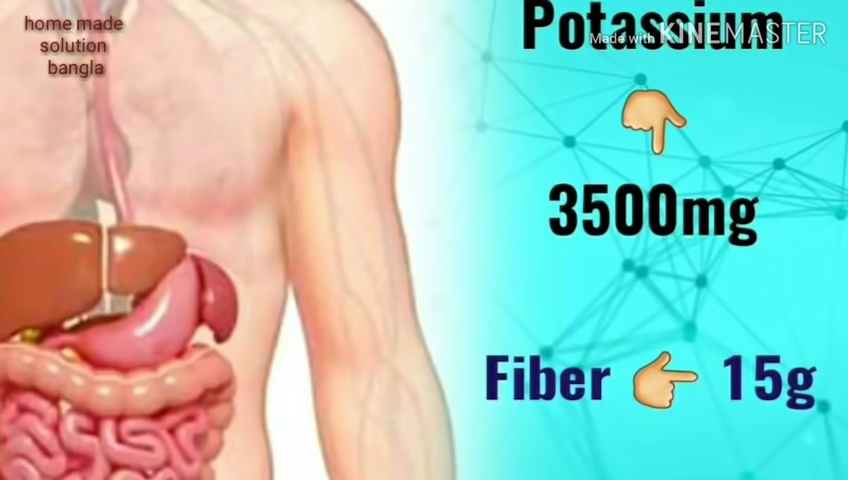 home made
solution
bangla
Potassium
Made with KINEMASTER
3500mg
Fiber 15g